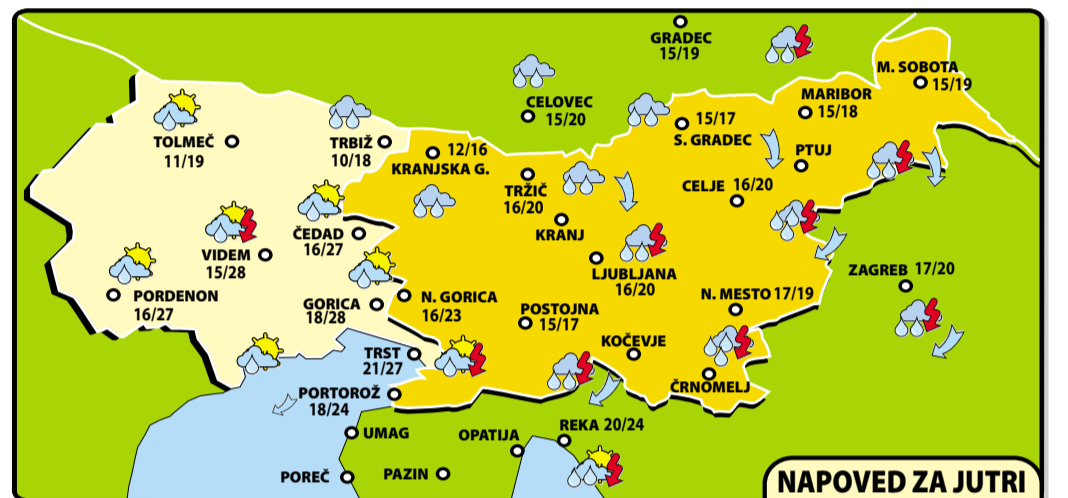 GRADEC
15/19
M. SOBOTA
15/19
CELOVEC
15/20
MARIBOR
15/18
TOLMEČ
11/19
TRBIŽ
10/18
12/16
KRANJSKA G.
15/17
S. GRADEC
PTUJ
TRŽIČ
16/20
CELJE 16/20
ČEDAD
16/27
KRANJ
VIDEM
15/28
LJUBLJANA
16/20
ZAGREB 17/20
PORDENON
16/27
GORICA
18/28
N. GORICA
16/23
POSTOJNA
15/17
N. MESTO 17/19
TRST
21/27
KOČEVJE
ČRNOMELJ
PORTOROŽ
18/24
UMAG
OPATIJA
REKA 20/24
POREČ
PAZIN
NAPOVED ZA JUTRI